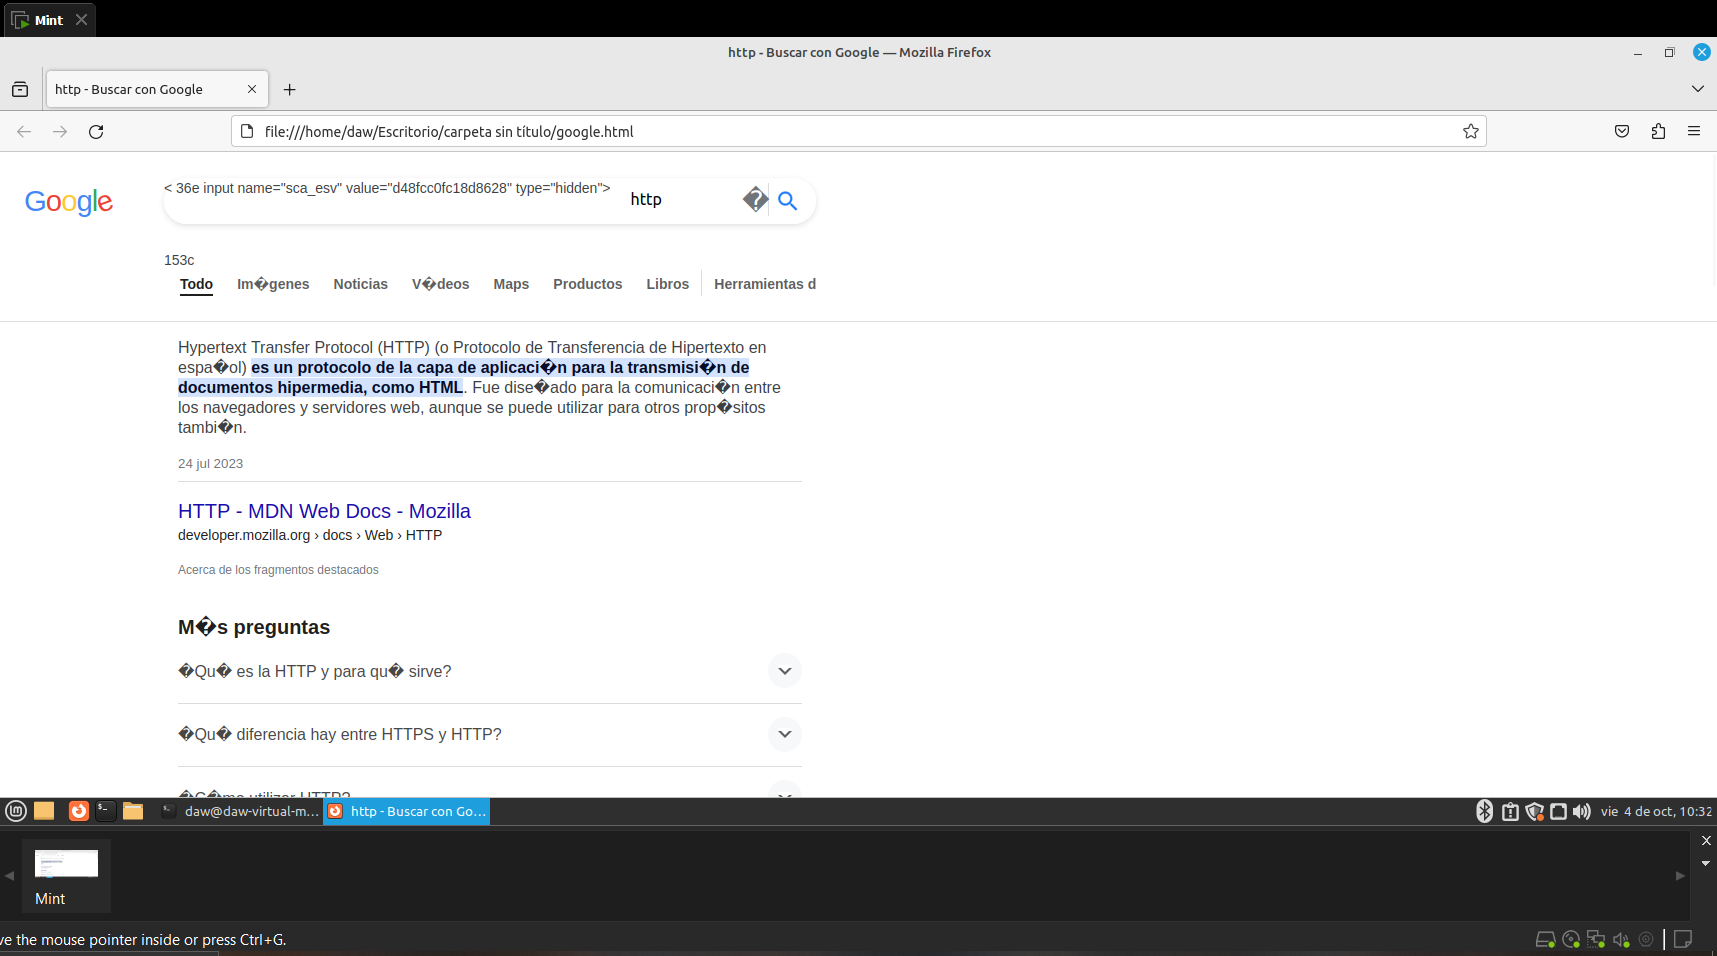 Mint
http - Buscar con Google — Mozilla Firefox
http - Buscar con Google
file:///home/daw/Escritorio/carpeta sin título/google.html
Google
< 36e input name="sca_esv" value="d48fcc0fc18d8628" type="hidden">
http �
153c
Todo Im�genes Noticias V�deos Maps Productos Libros Herramientas d
Hypertext Transfer Protocol (HTTP) (o Protocolo de Transferencia de Hipertexto en
espa�ol) es un protocolo de la capa de aplicaci�n para la transmisi�n de
documentos hipermedia, como HTML. Fue dise�ado para la comunicaci�n entre
los navegadores y servidores web, aunque se puede utilizar para otros prop�sitos
tambi�n.
24 jul 2023
HTTP - MDN Web Docs - Mozilla
developer.mozilla.org › docs › Web › HTTP
Acerca de los fragmentos destacados
M�s preguntas
�Qu� es la HTTP y para qu� sirve?
�Qu� diferencia hay entre HTTPS y HTTP?
�C�mo utilizar HTTP?
daw@daw-virtual-m...
http - Buscar con Go...
vie 4 de oct, 10:32
Mint
ve the mouse pointer inside or press Ctrl+G.